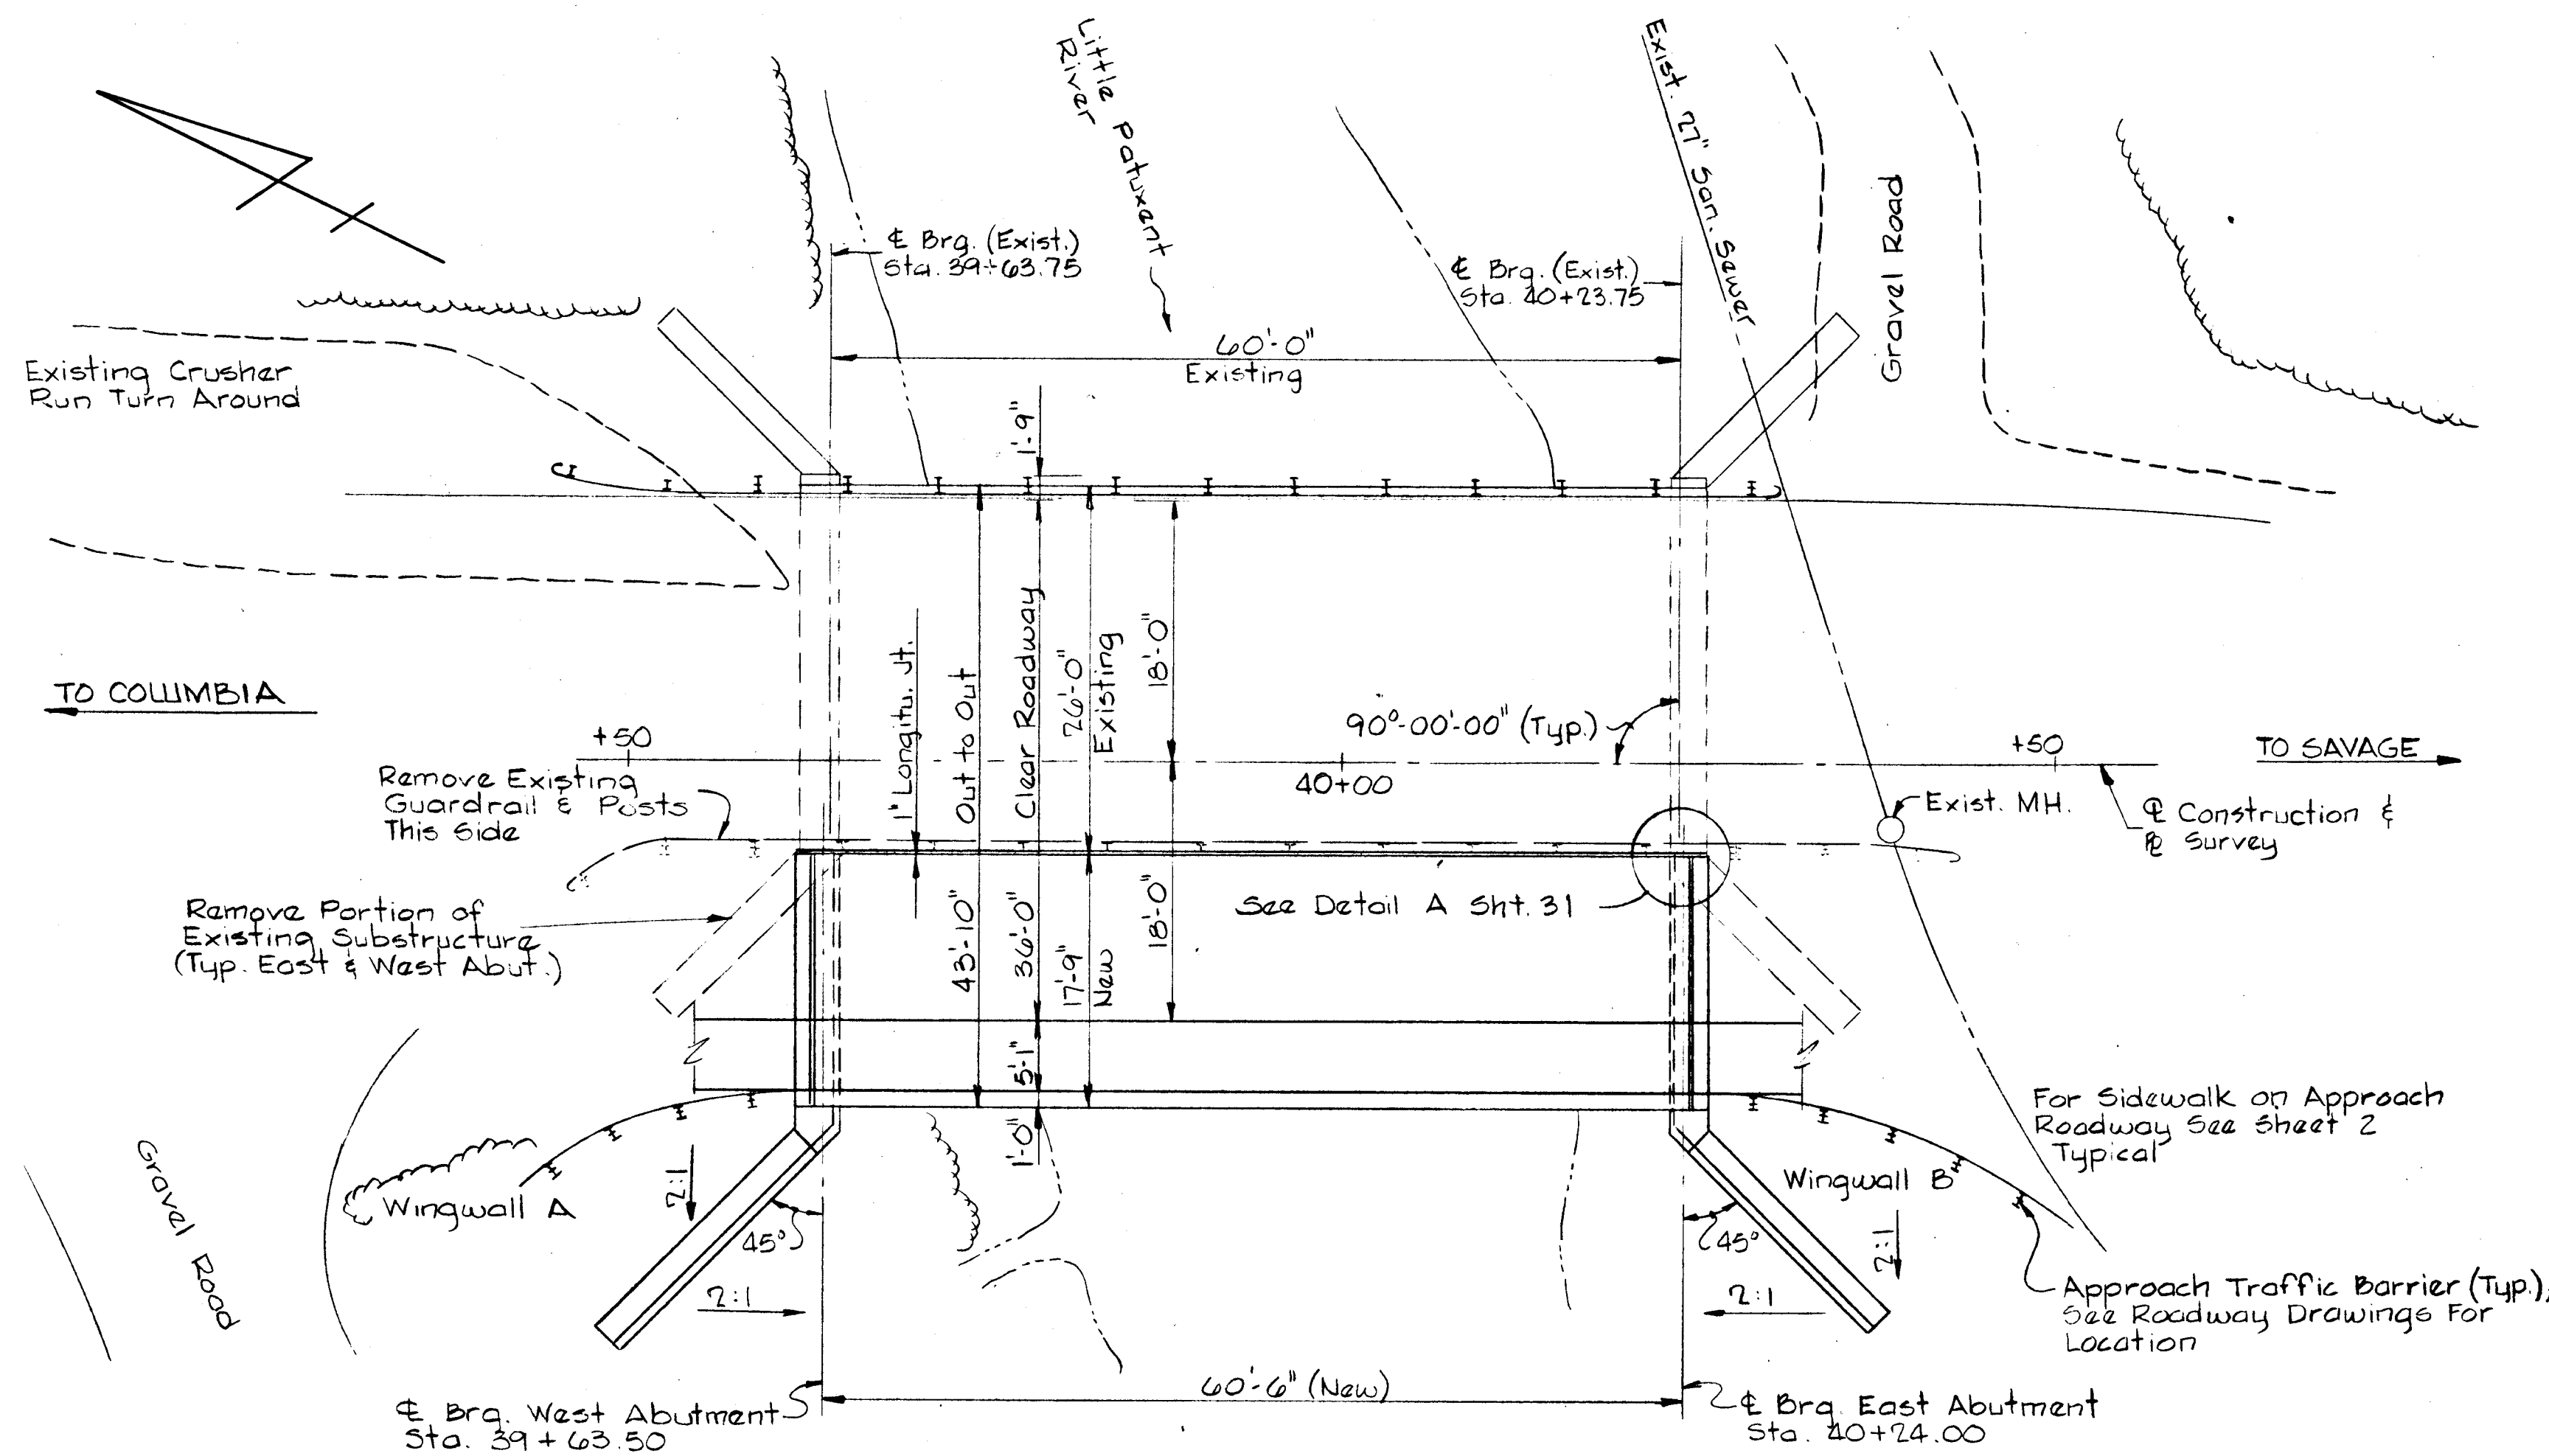 Little Patuxent
River
Exist. 27" San. Sewer
Gravel Road
℄ Brg. (Exist.)
Sta. 39+63.75
℄ Brg. (Exist.)
Sta. 40+23.75
60'-0"
Existing
Existing Crusher
Run Turn Around
1'-9"
1" Longitu. Jt.
Out to Out
43'-10"
Clear Roadway
36'-0"
26'-0"
Existing
18'-0"
TO COLUMBIA
90°-00'-00" (Typ.)
+50
40+00
+50
TO SAVAGE
Remove Existing
Guardrail & Posts
This Side
Exist. MH.
℄ Construction &
℄ Survey
Remove Portion of
Existing Substructure
(Typ. East & West Abut.)
See Detail A Sht. 31
17'-9"
New
18'-0"
5'-1"
1'-0"
For Sidewalk on Approach
Roadway See Sheet 2
Typical
Gravel Road
Wingwall A
2:1
45°
2:1
Wingwall B
2:1
45°
2:1
Approach Traffic Barrier (Typ.),
See Roadway Drawings For
Location
60'-6" (New)
℄ Brg. West Abutment
Sta. 39+63.50
℄ Brg. East Abutment
Sta. 40+24.00